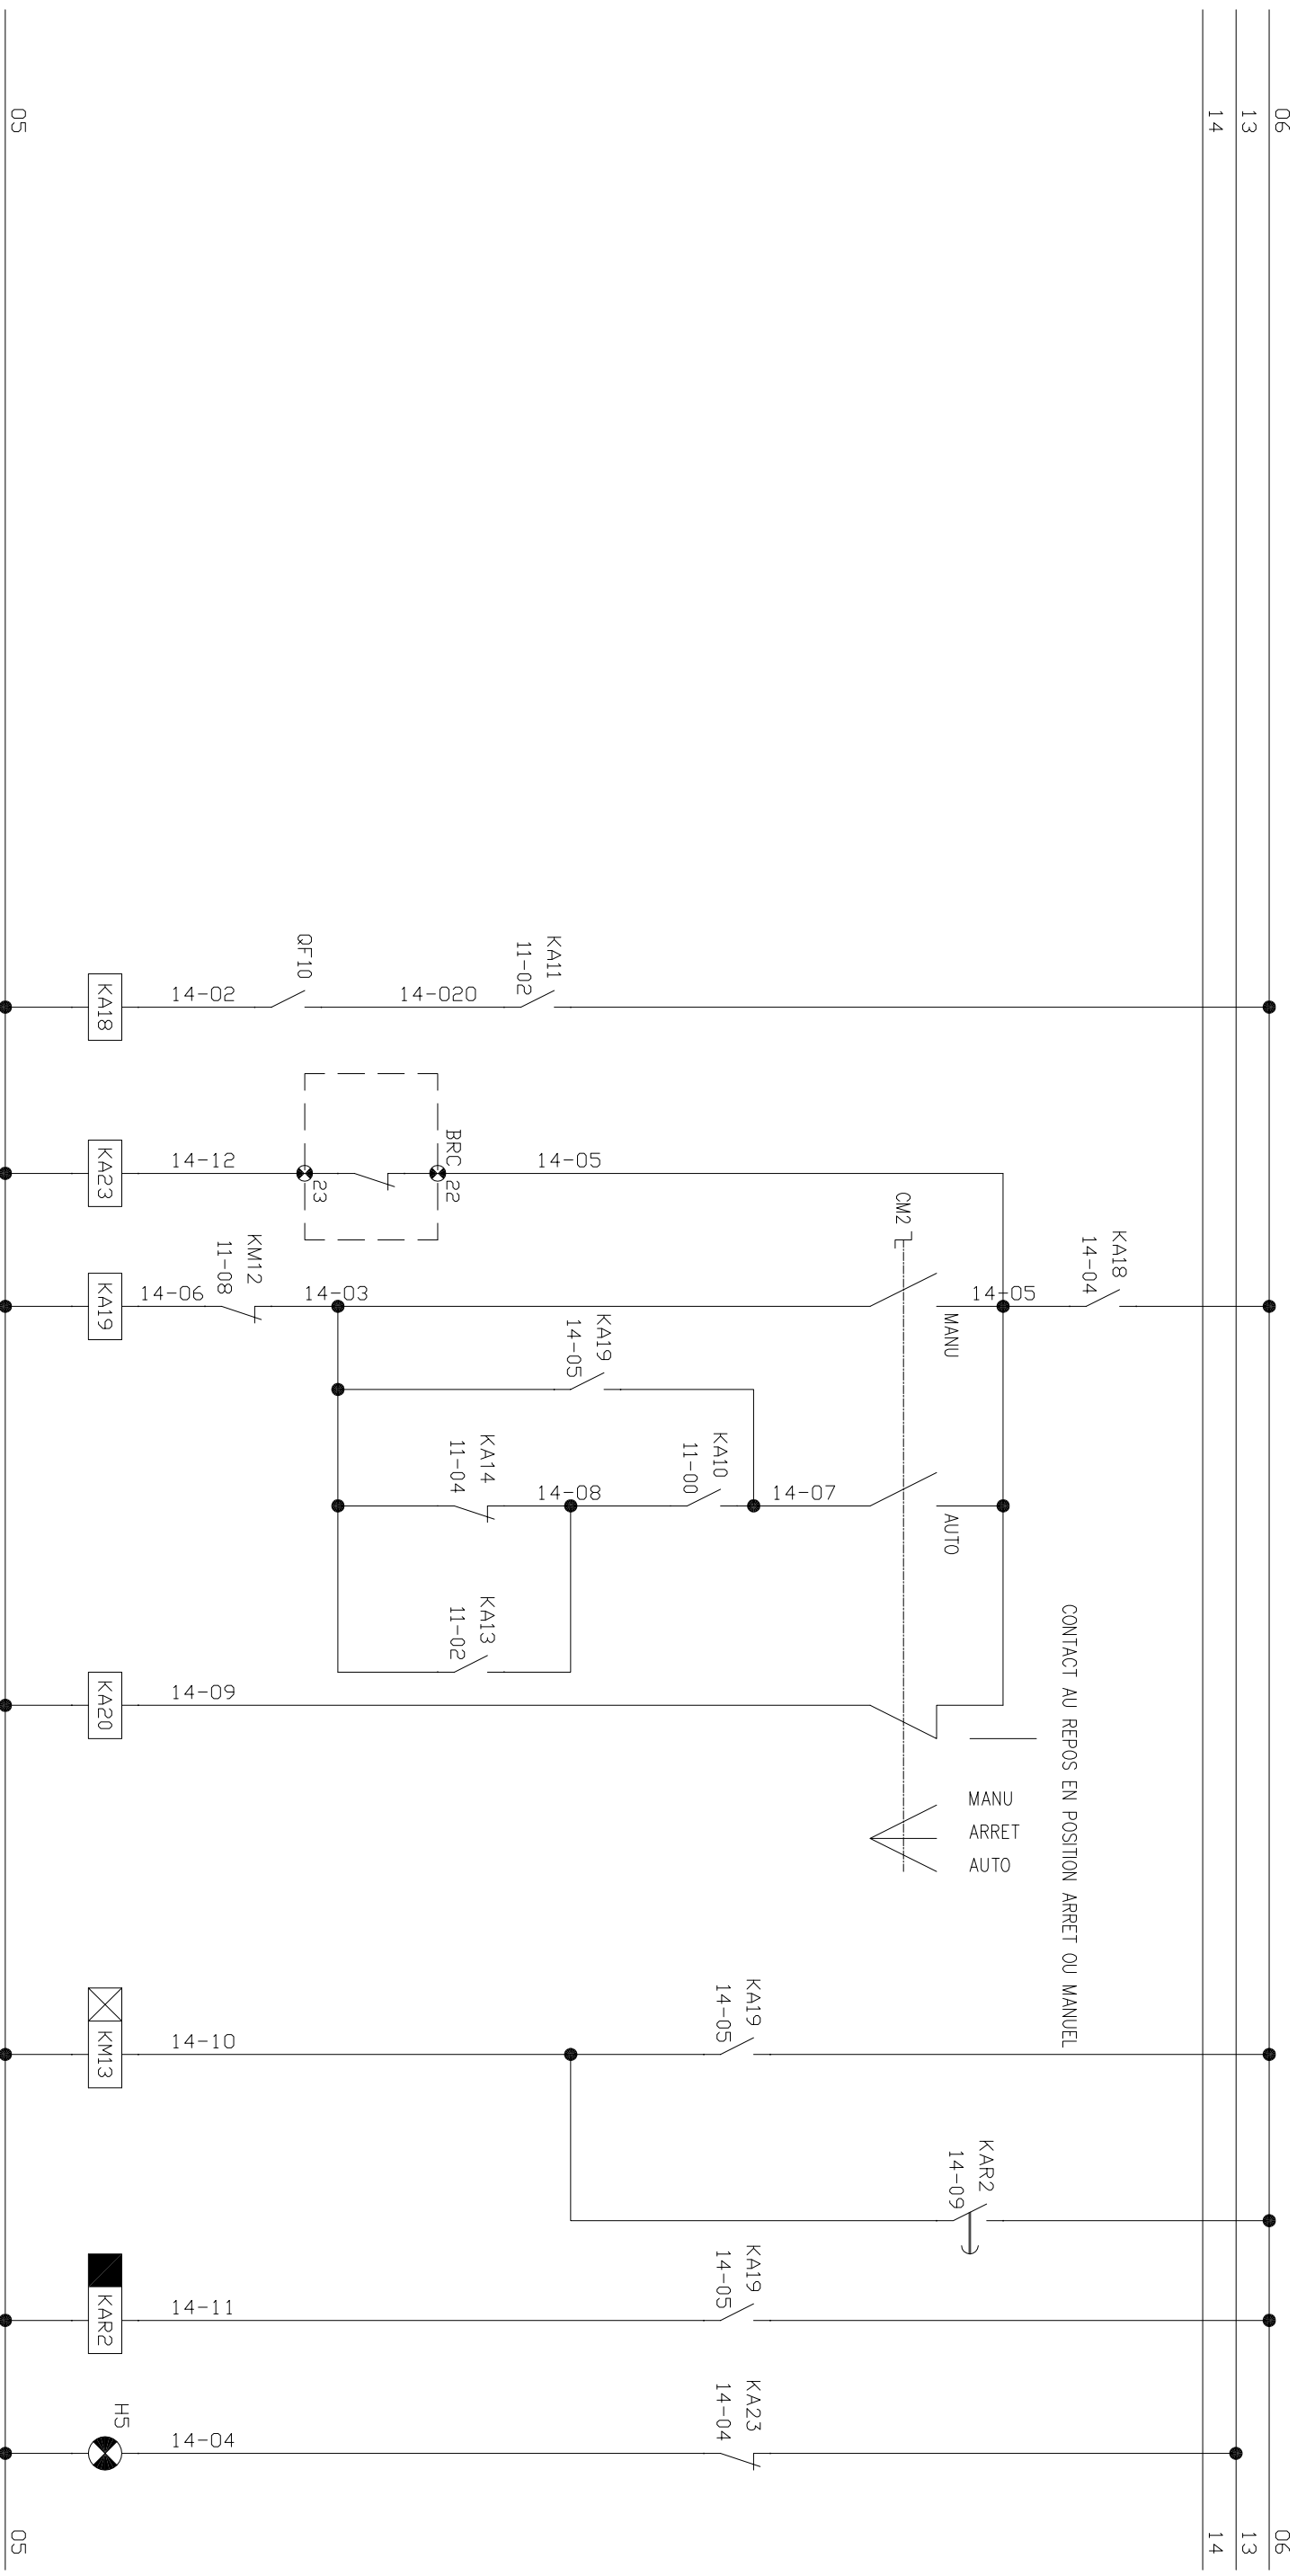 06
06
13
13
14
14
KA18
14-04
CONTACT AU REPOS EN POSITION ARRET OU MANUEL
14-05
MANU
AUTO
MANU
ARRET
AUTO
KAR2
14-09
CM2
14-07
KA10
11-00
KA19
14-05
KA19
14-05
KA23
14-04
KA19
14-05
14-05
14-08
KA11
11-02
KA14
11-04
KA13
11-02
14-020
BRC
22
23
14-03
QF10
KM12
11-08
14-02
14-12
14-06
14-09
14-10
14-11
14-04
H5
KA18
KA23
KA19
KA20
KM13
KAR2
05
05